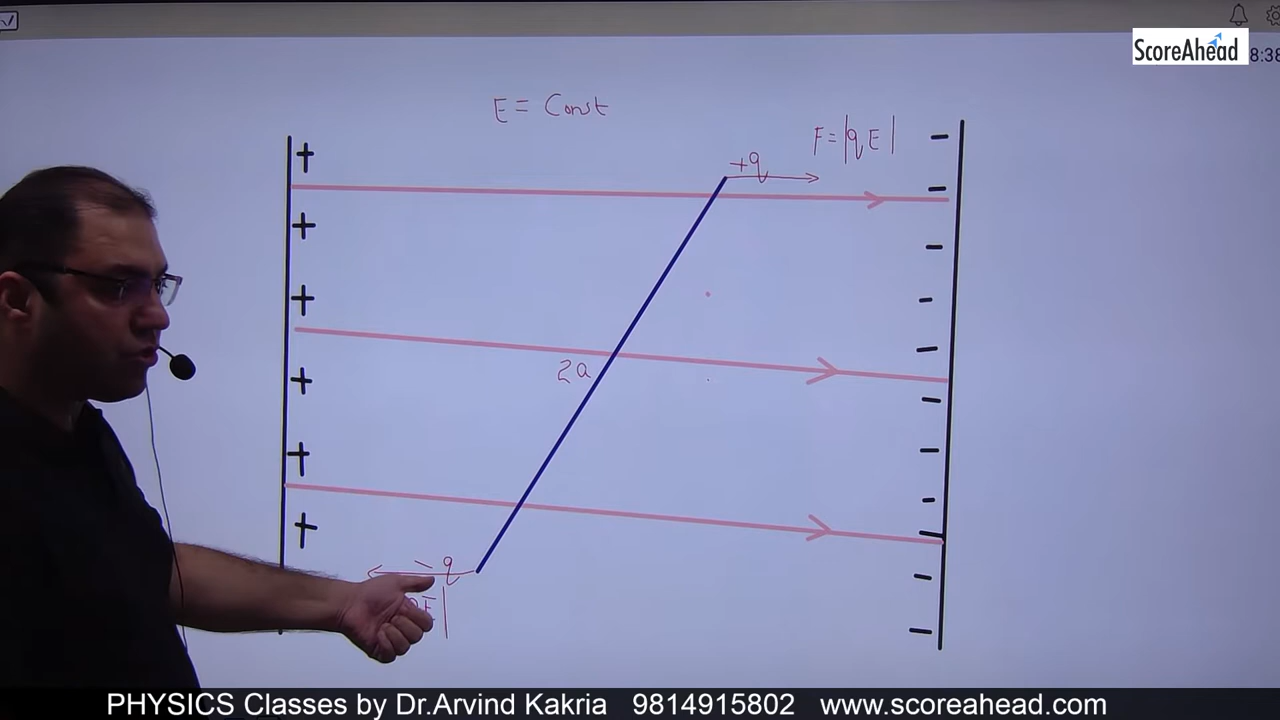 ScoreAhead
8:38
E = Const
F = |qE|
+q
+
-
+
-
+
-
+
-
+
-
+
-
-
-
-
-
-
-
2a
-q
E|
PHYSICS Classes by Dr.Arvind Kakria 9814915802 www.scoreahead.com